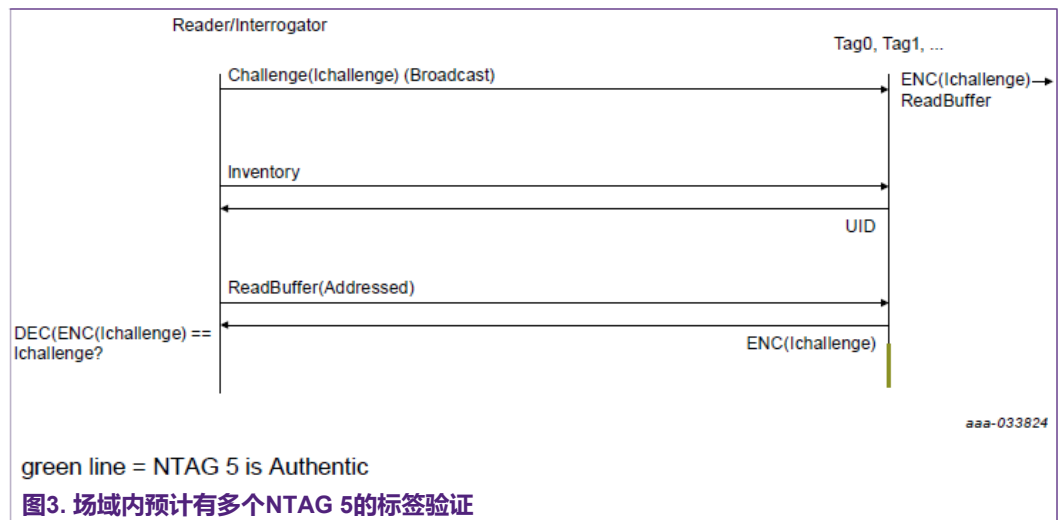 Reader/Interrogator
Tag0, Tag1, ...
Challenge(Ichallenge) (Broadcast)
ENC(Ichallenge)
ReadBuffer
Inventory
UID
ReadBuffer(Addressed)
DEC(ENC(Ichallenge) ==
Ichallenge?
ENC(Ichallenge)
aaa-033824
green line = NTAG 5 is Authentic
图3. 场域内预计有多个NTAG 5的标签验证